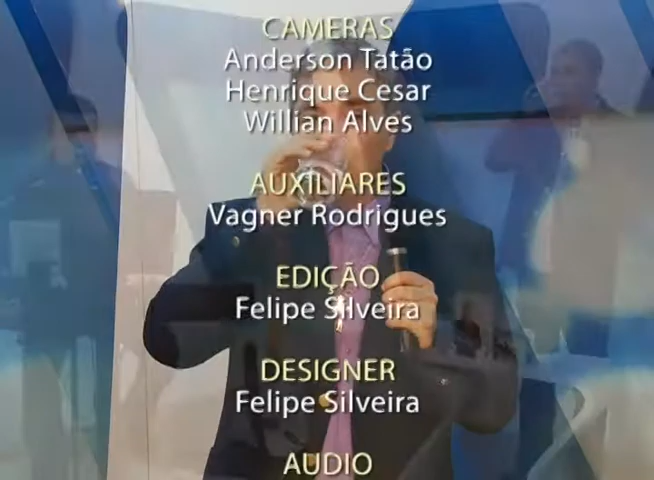 CAMERAS
Anderson Tatão
Henrique Cesar
Willian Alves
AUXILIARES
Vagner Rodrigues
EDIÇÃO
Felipe Silveira
DESIGNER
Felipe Silveira
AUDIO